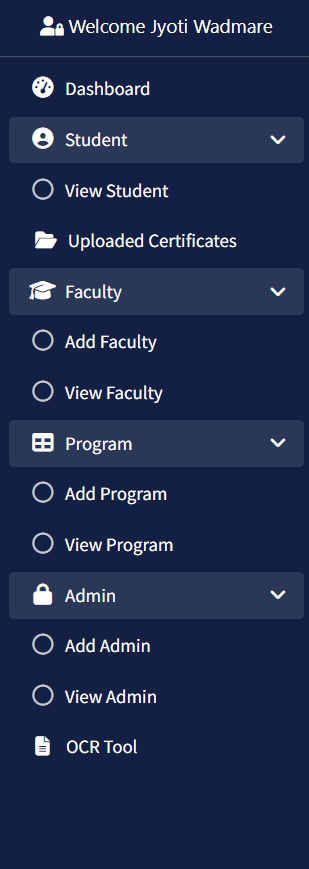 Welcome Jyoti Wadmare
Dashboard
Student
View Student
Uploaded Certificates
Faculty
Add Faculty
View Faculty
Program
Add Program
View Program
Admin
Add Admin
View Admin
OCR Tool